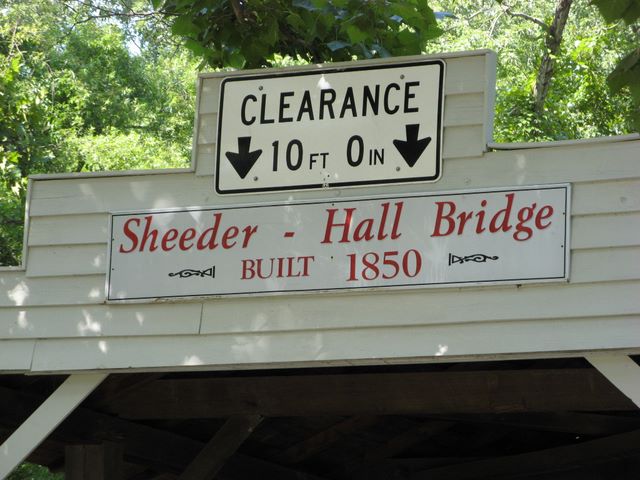 CLEARANCE
10 FT 0 IN
Sheeder - Hall Bridge
BUILT 1850